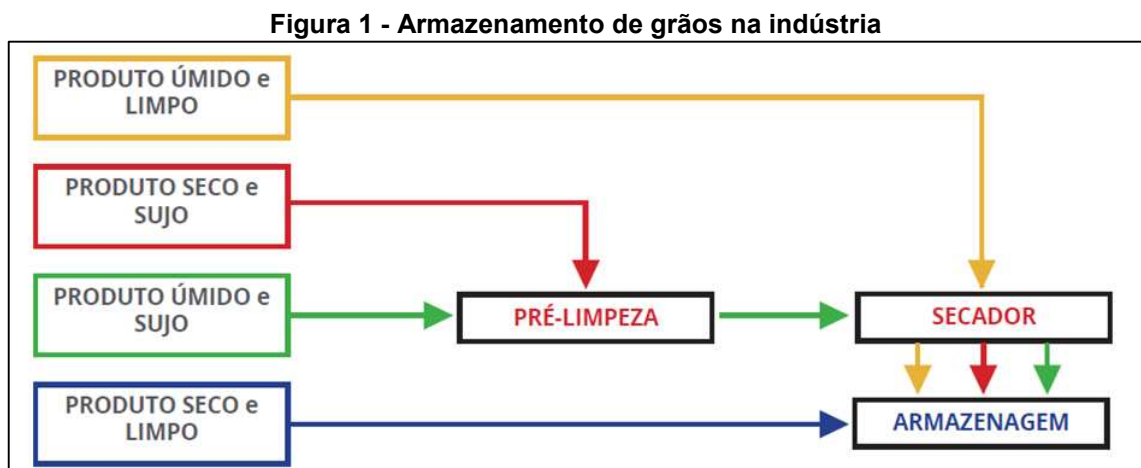 Figura 1 - Armazenamento de grãos na indústria
PRODUTO ÚMIDO e
LIMPO
PRODUTO SECO e
SUJO
PRODUTO ÚMIDO e
SUJO
PRÉ-LIMPEZA
SECADOR
PRODUTO SECO e
LIMPO
ARMAZENAGEM